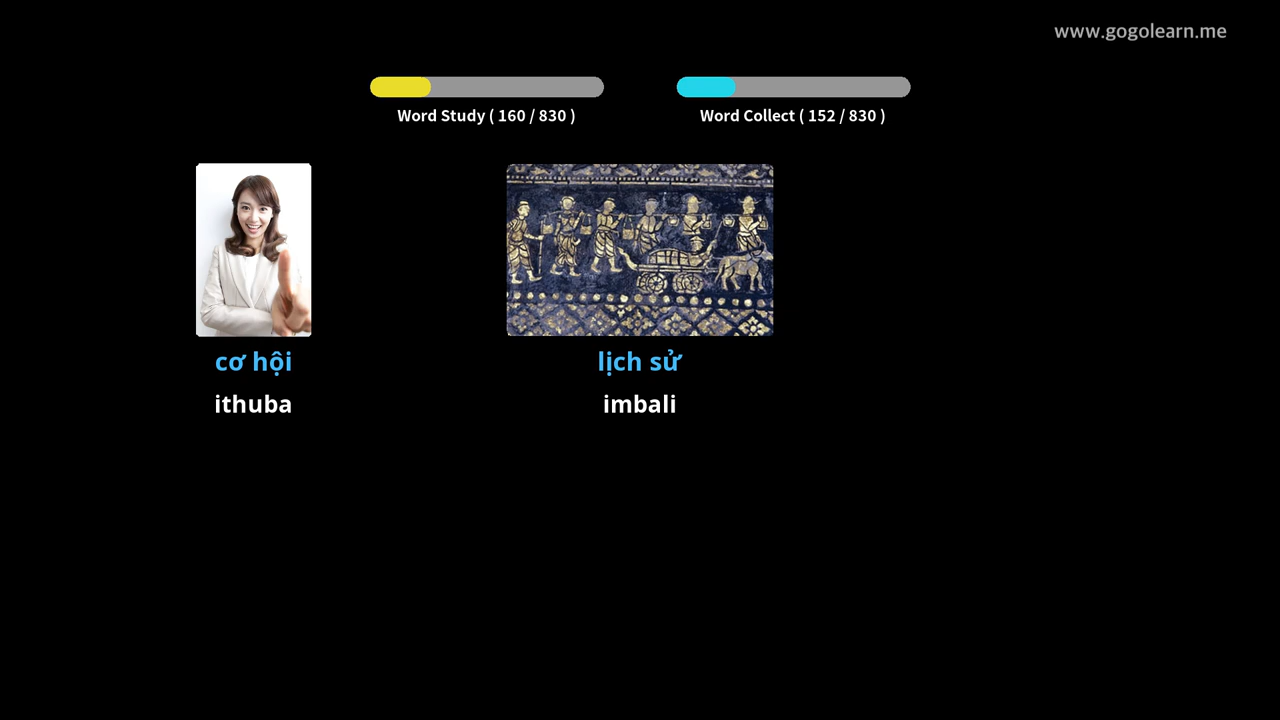 www.gogolearn.me
Word Study ( 160 / 830 )
Word Collect ( 152 / 830 )
cơ hội
ithuba
lịch sử
imbali